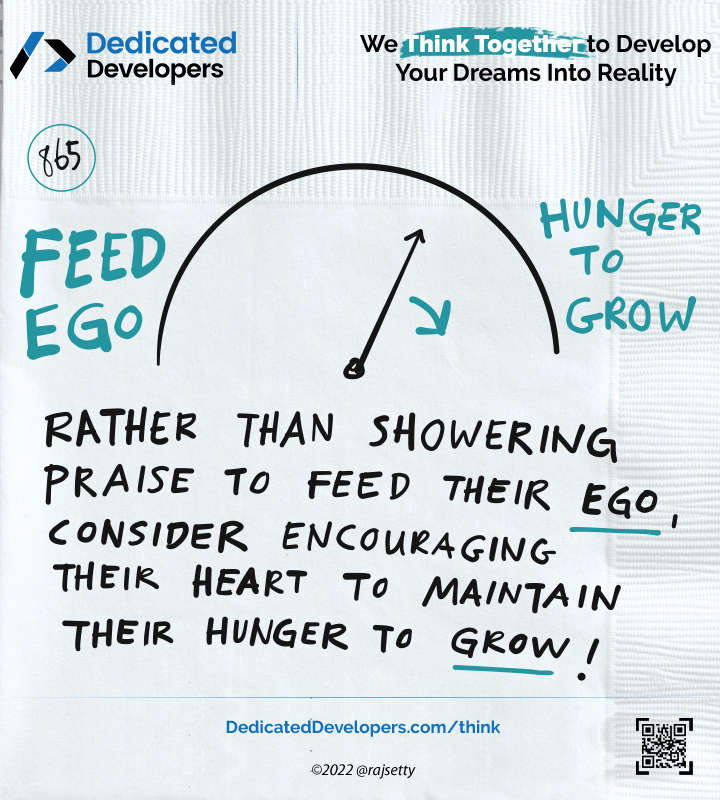 Dedicated
Developers
We Think Together to Develop
Your Dreams Into Reality
865
FEED
EGO
HUNGER
TO
GROW
RATHER THAN SHOWERING
PRAISE TO FEED THEIR EGO,
CONSIDER ENCOURAGING
THEIR HEART TO MAINTAIN
THEIR HUNGER TO GROW!
DedicatedDevelopers.com/think
©2022 @rajsetty